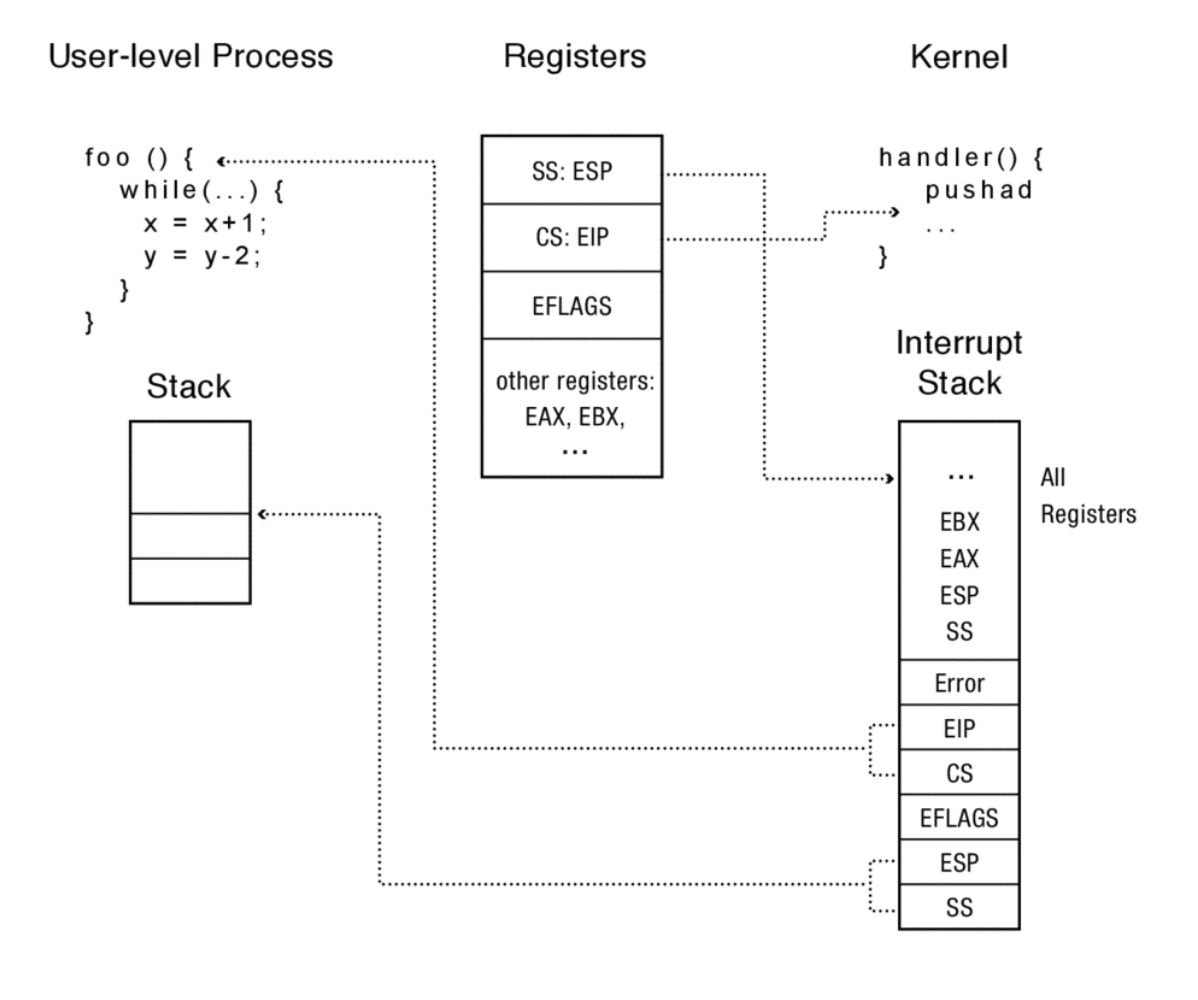 User-level Process
foo () {
while(...) {
x = x+1;
y = y-2;
}
}
Stack
Registers
SS: ESP
CS: EIP
EFLAGS
other registers:
EAX, EBX,
...
Kernel
handler() {
pushad
...
}
Interrupt
Stack
...
EBX
EAX
ESP
SS
Error
EIP
CS
EFLAGS
ESP
SS
All
Registers